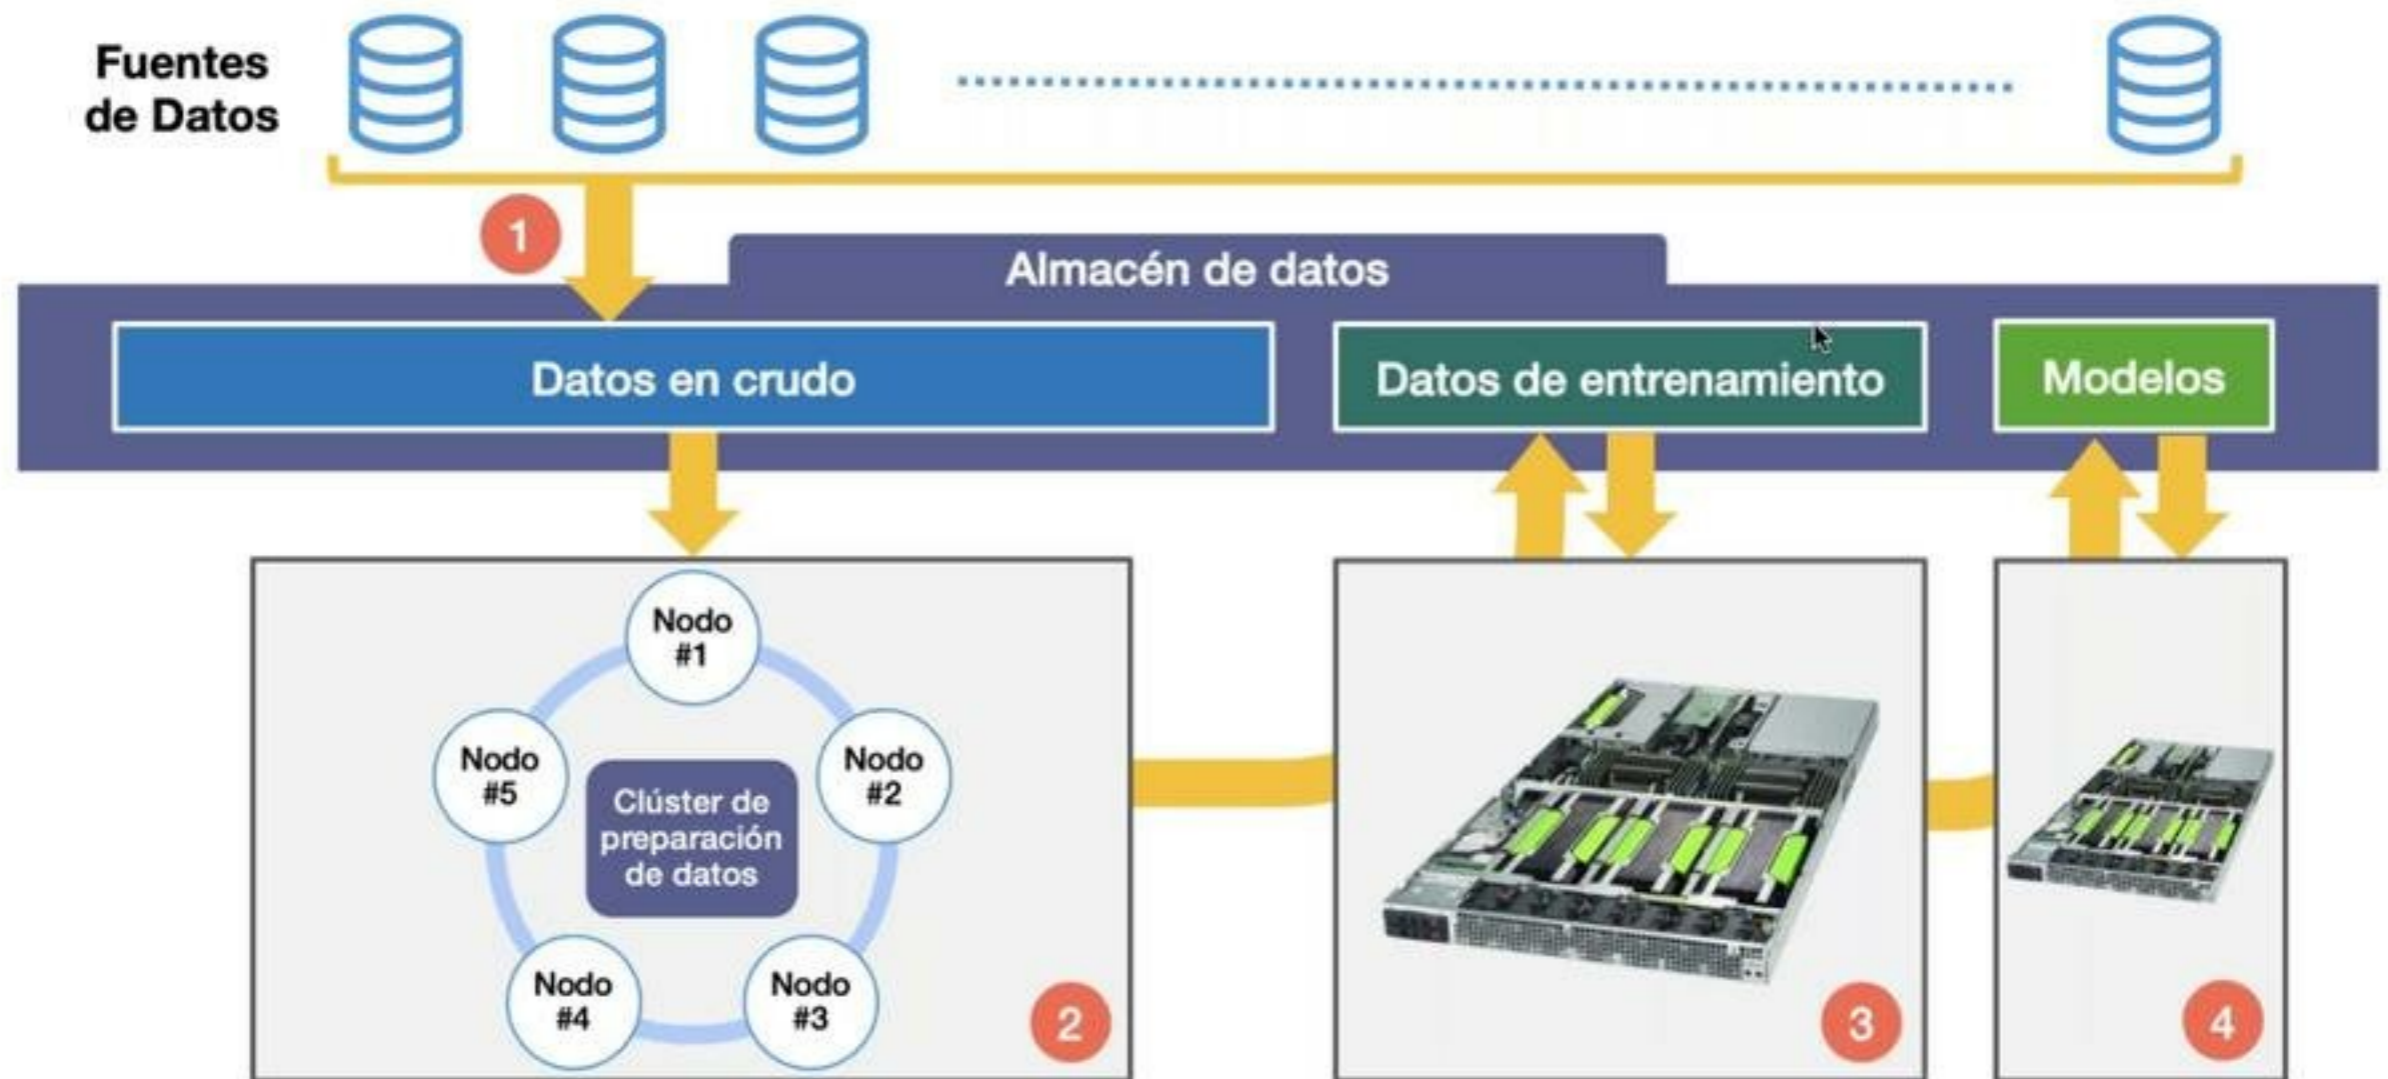 Fuentes
de Datos
1
Almacén de datos
Datos en crudo
Datos de entrenamiento
Modelos
Nodo
#1
Nodo
#5
Nodo
#2
Clúster de
preparación
de datos
Nodo
#4
Nodo
#3
2
3
4